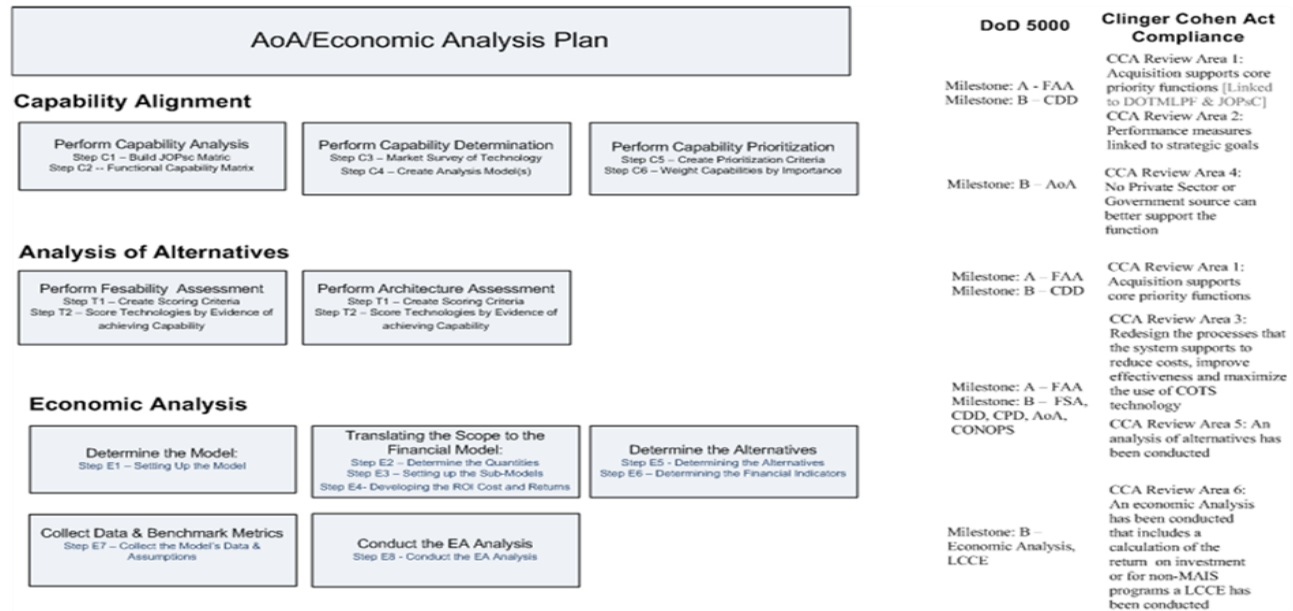 AoA/Economic Analysis Plan
Capability Alignment
Perform Capability Analysis
Step C1 – Build JOPsc Matric
Step C2 -- Functional Capability Matrix
Perform Capability Determination
Step C3 – Market Survey of Technology
Step C4 – Create Analysis Model(s)
Perform Capability Prioritization
Step C5 – Create Prioritization Criteria
Step C6 – Weight Capabilities by Importance
Analysis of Alternatives
Perform Fesability Assessment
Step T1 – Create Scoring Criteria
Step T2 – Score Technologies by Evidence of
achieving Capability
Perform Architecture Assessment
Step T1 – Create Scoring Criteria
Step T2 – Score Technologies by Evidence of
achieving Capability
Economic Analysis
Determine the Model:
Step E1 – Setting Up the Model
Translating the Scope to the
Financial Model:
Step E2 – Determine the Quantities
Step E3 – Setting up the Sub-Models
Step E4- Developing the ROI Cost and Returns
Determine the Alternatives
Step E5 - Determining the Alternatives
Step E6 – Determining the Financial Indicators
Collect Data & Benchmark Metrics
Step E7 – Collect the Model's Data &
Assumptions
Conduct the EA Analysis
Step E8 - Conduct the EA Analysis
DoD 5000
Milestone: A - FAA
Milestone: B – CDD
Milestone: B – AoA
Milestone: A – FAA
Milestone: B – CDD
Milestone: A – FAA
Milestone: B – FSA,
CDD, CPD, AoA,
CONOPS
Milestone: B –
Economic Analysis,
LCCE
Clinger Cohen Act
Compliance
CCA Review Area 1:
Acquisition supports core
priority functions [Linked
to DOTMLPF & JOPsC]
CCA Review Area 2:
Performance measures
linked to strategic goals
CCA Review Area 4:
No Private Sector or
Government source can
better support the
function
CCA Review Area 1:
Acquisition supports
core priority functions
CCA Review Area 3:
Redesign the processes that
the system supports to
reduce costs, improve
effectiveness and maximize
the use of COTS
technology
CCA Review Area 5: An
analysis of alternatives has
been conducted
CCA Review Area 6:
An economic Analysis
has been conducted
that includes a
calculation of the
return on investment
or for non-MAIS
programs a LCCE has
been conducted